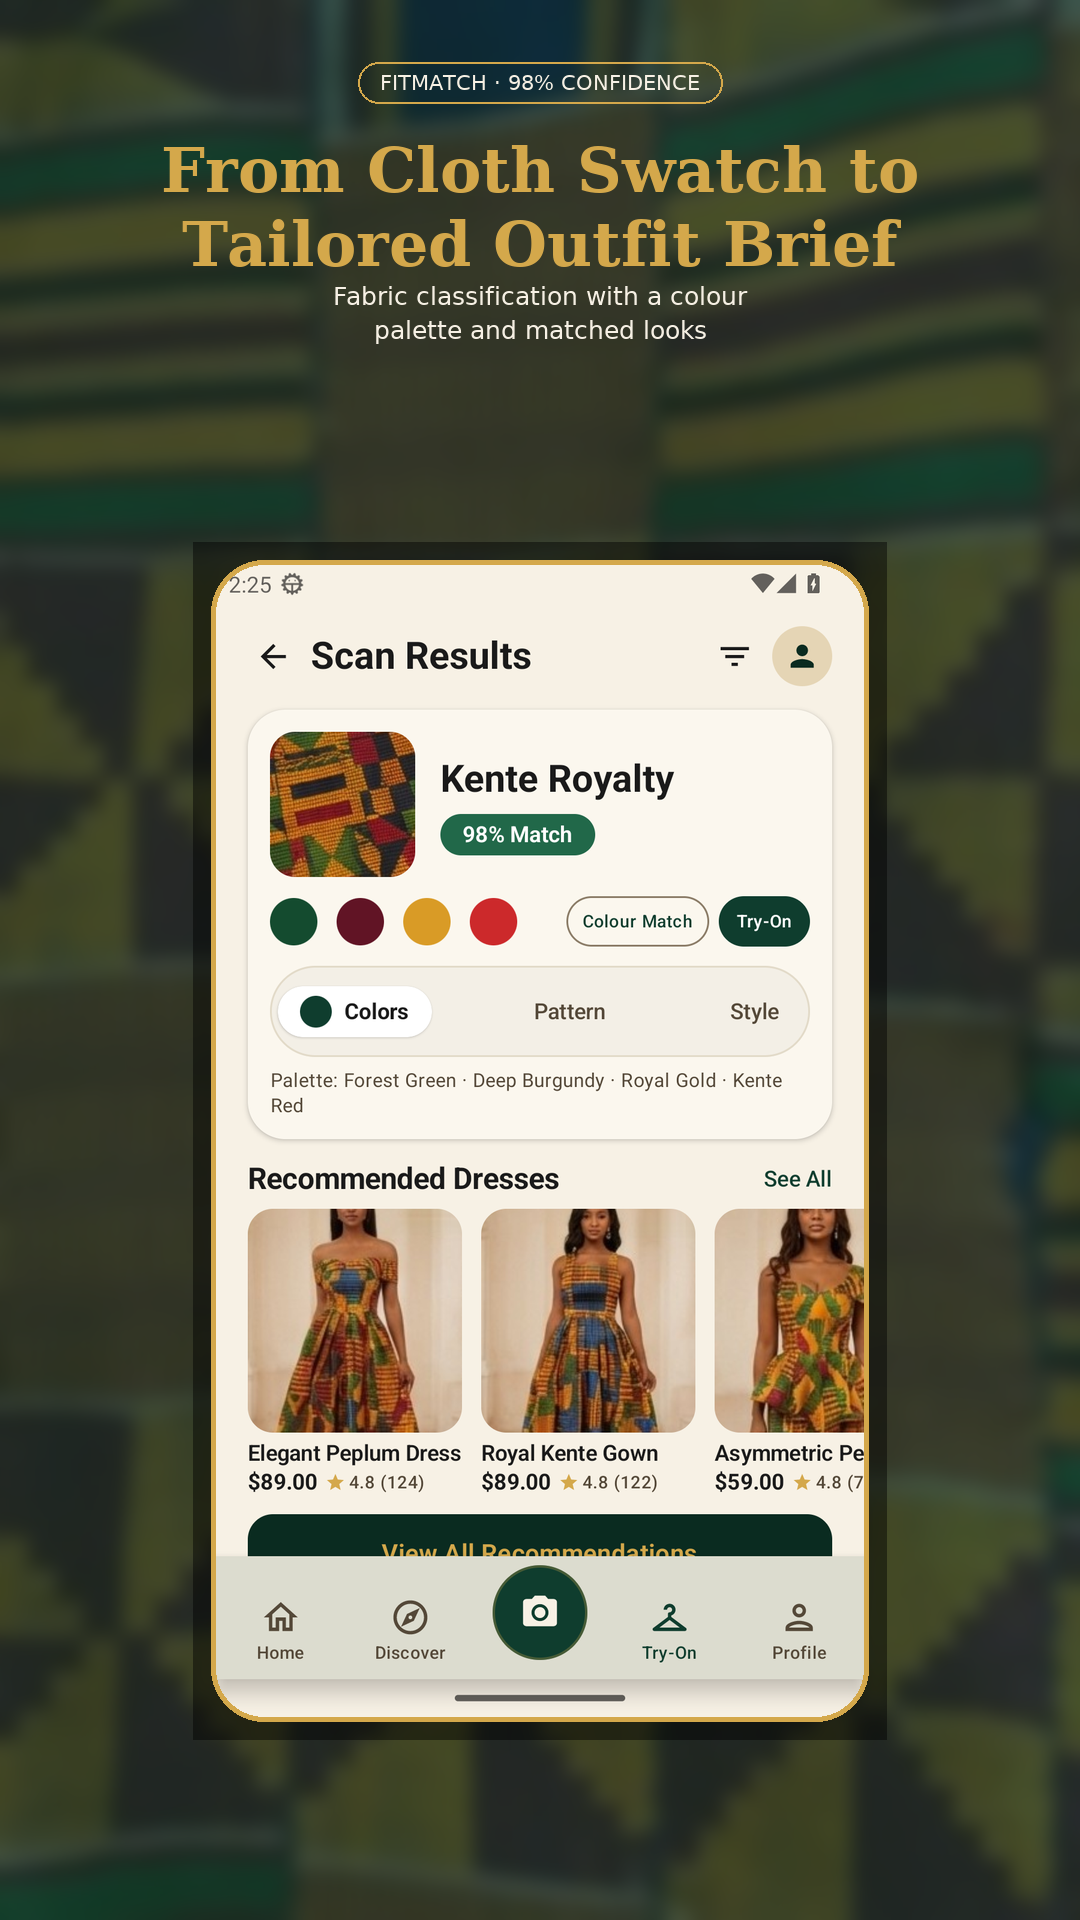 FITMATCH · 98% CONFIDENCE
From Cloth Swatch to
Tailored Outfit Brief
Fabric classification with a colour
palette and matched looks
2:25
Scan Results
Kente Royalty
98% Match
Colour Match
Try-On
Colors
Pattern
Style
Palette: Forest Green · Deep Burgundy · Royal Gold · Kente
Red
Recommended Dresses
See All
Elegant Peplum Dress
$89.00 4.8 (124)
Royal Kente Gown
$89.00 4.8 (122)
Asymmetric Pe
$59.00 4.8 (7
View All Recommendations
Home
Discover
Try-On
Profile